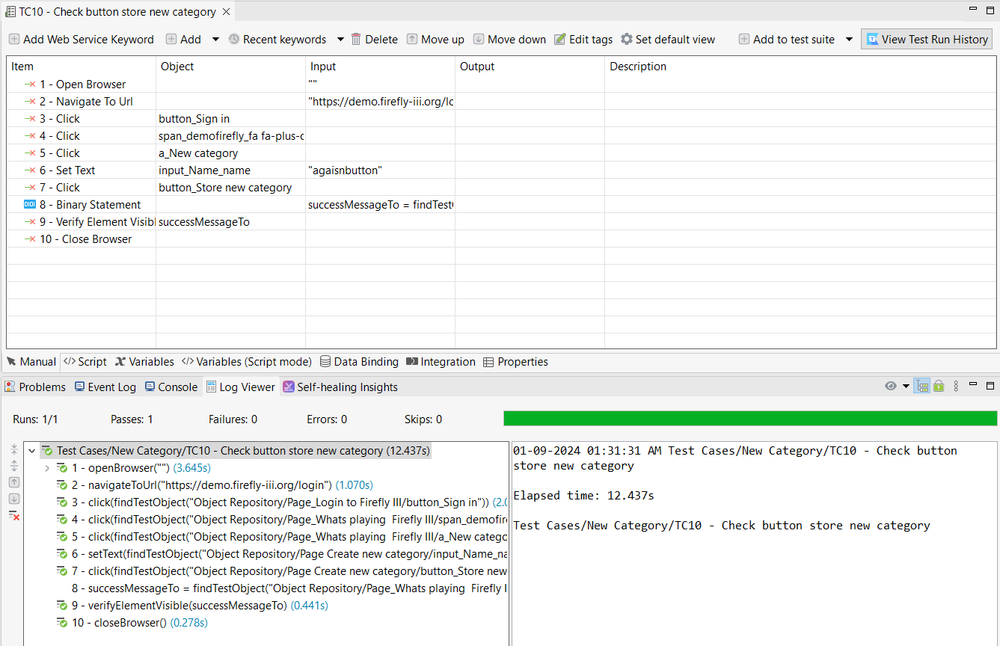 TC10 - Check button store new category
Add Web Service Keyword Add Recent keywords Delete Move up Move down Edit tags Set default view Add to test suite View Test Run History
Item Object Input Output Description
1 - Open Browser ""
2 - Navigate To Url "https://demo.firefly-iii.org/lo
3 - Click button_Sign in
4 - Click span_demofirefly_fa fa-plus-c
5 - Click a_New category
6 - Set Text input_Name_name "agaisnbutton"
7 - Click button_Store new category
8 - Binary Statement successMessageTo = findTest
9 - Verify Element Visibl successMessageTo
10 - Close Browser
Manual Script Variables Variables (Script mode) Data Binding Integration Properties
Problems Event Log Console Log Viewer Self-healing Insights
Runs: 1/1 Passes: 1 Failures: 0 Errors: 0 Skips: 0
Test Cases/New Category/TC10 - Check button store new category (12.437s)
1 - openBrowser("") (3.645s)
2 - navigateToUrl("https://demo.firefly-iii.org/login") (1.070s)
3 - click(findTestObject("Object Repository/Page_Login to Firefly III/button_Sign in")) (2.0
4 - click(findTestObject("Object Repository/Page_Whats playing  Firefly III/span_demofire
5 - click(findTestObject("Object Repository/Page_Whats playing  Firefly III/a_New catego
6 - setText(findTestObject("Object Repository/Page Create new category/input_Name_na
7 - click(findTestObject("Object Repository/Page Create new category/button_Store new
8 - successMessageTo = findTestObject("Object Repository/Page_Whats playing  Firefly I
9 - verifyElementVisible(successMessageTo) (0.441s)
10 - closeBrowser() (0.278s)
01-09-2024 01:31:31 AM Test Cases/New Category/TC10 - Check button
store new category
Elapsed time: 12.437s
Test Cases/New Category/TC10 - Check button store new category